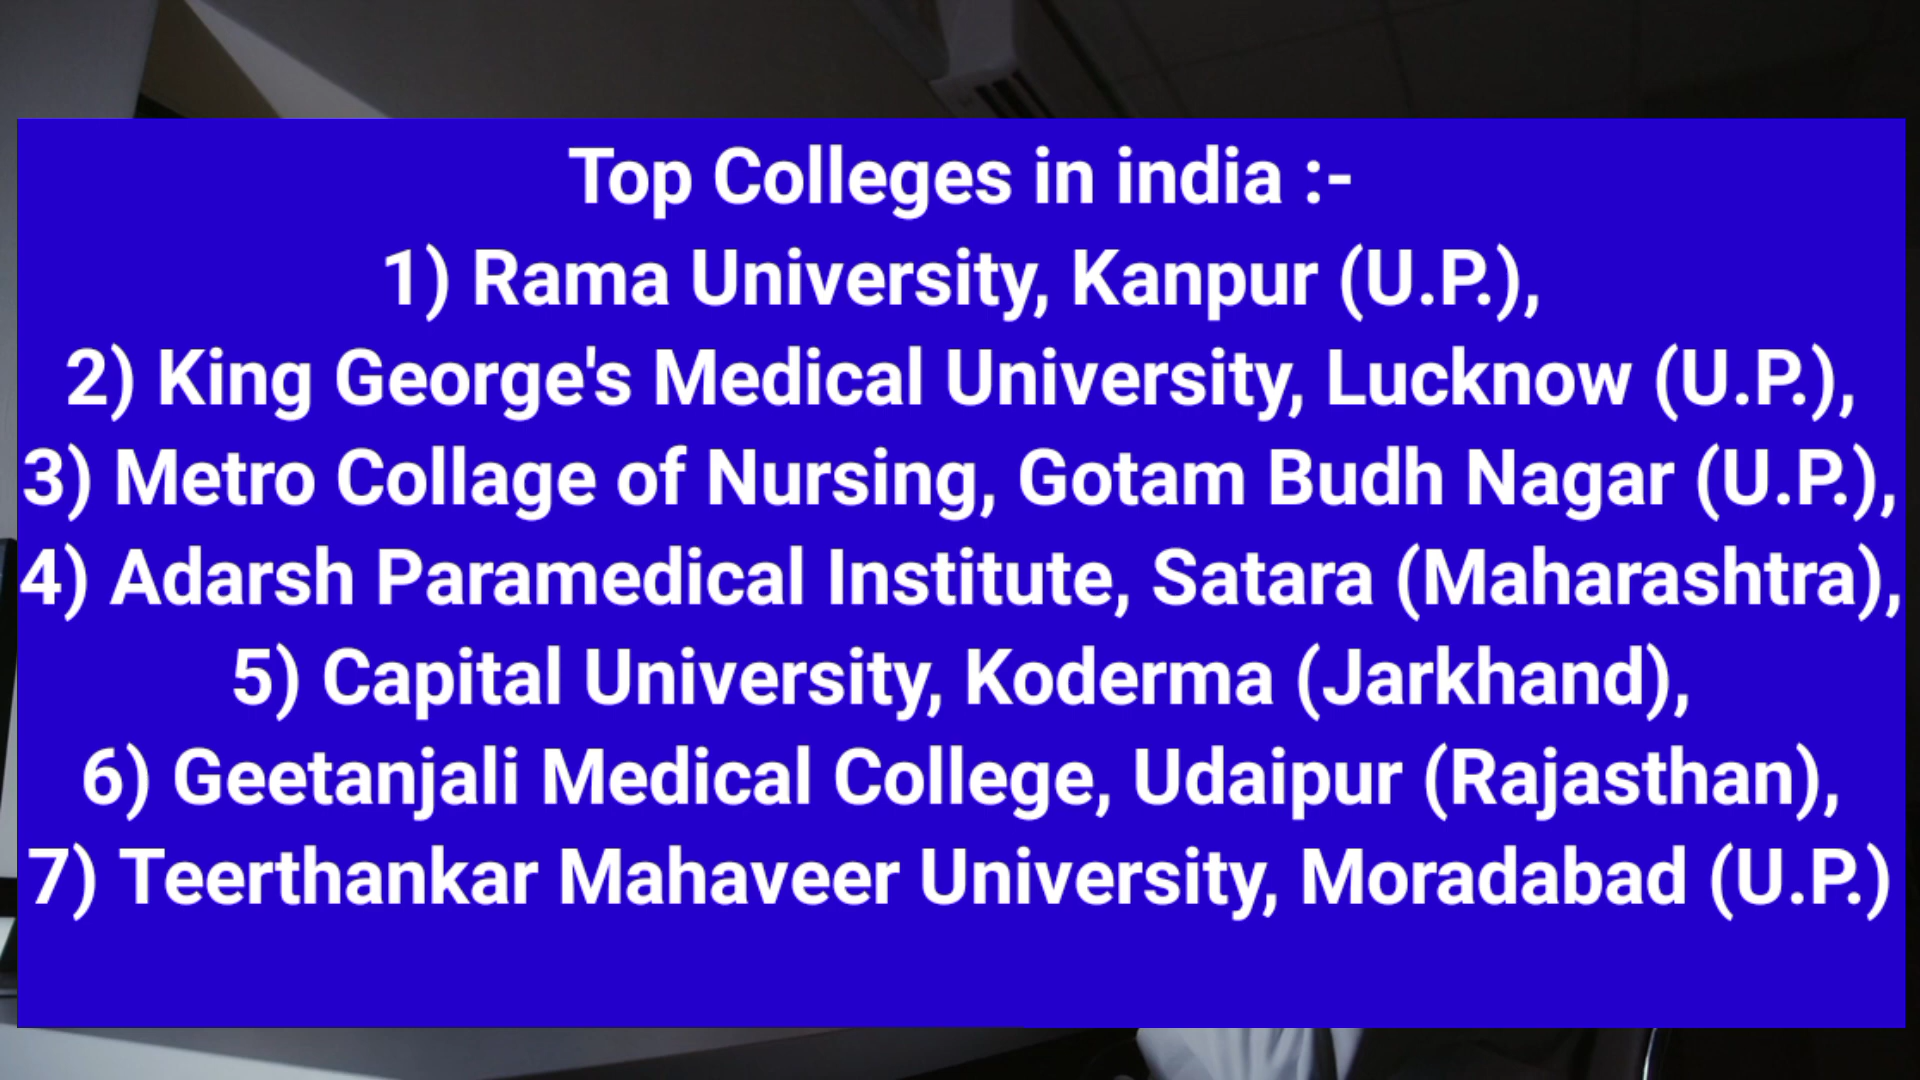 Top Colleges in india :-
1) Rama University, Kanpur (U.P.),
2) King George's Medical University, Lucknow (U.P.),
3) Metro Collage of Nursing, Gotam Budh Nagar (U.P.),
4) Adarsh Paramedical Institute, Satara (Maharashtra),
5) Capital University, Koderma (Jarkhand),
6) Geetanjali Medical College, Udaipur (Rajasthan),
7) Teerthankar Mahaveer University, Moradabad (U.P.)